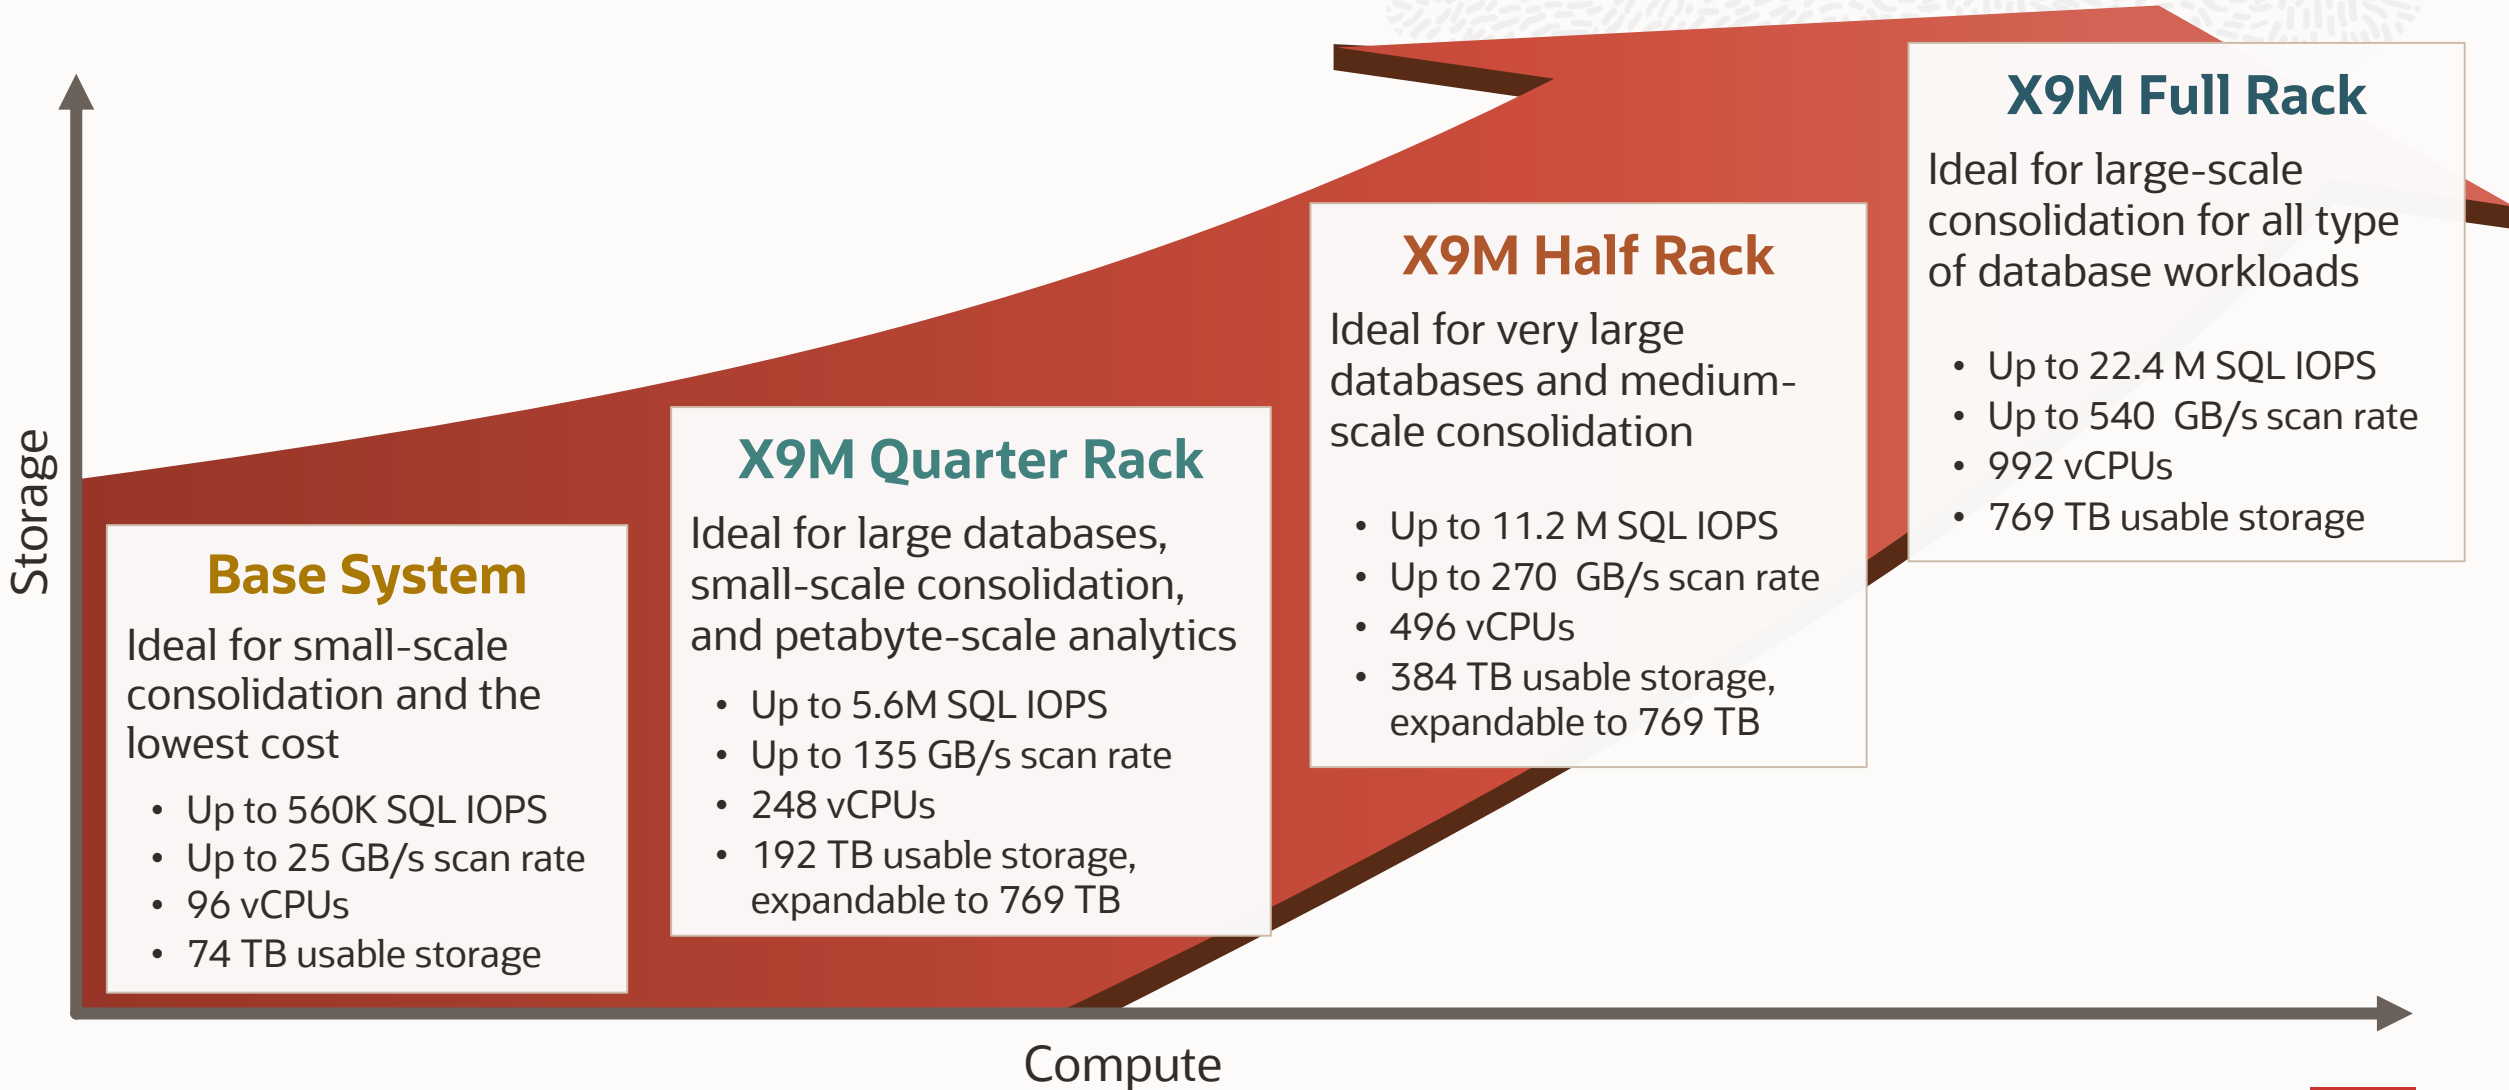 Storage
Base System
Ideal for small-scale
consolidation and the
lowest cost
• Up to 560K SQL IOPS
• Up to 25 GB/s scan rate
• 96 vCPUs
• 74 TB usable storage
X9M Quarter Rack
Ideal for large databases,
small-scale consolidation,
and petabyte-scale analytics
• Up to 5.6M SQL IOPS
• Up to 135 GB/s scan rate
• 248 vCPUs
• 192 TB usable storage,
expandable to 769 TB
X9M Half Rack
Ideal for very large
databases and medium-
scale consolidation
• Up to 11.2 M SQL IOPS
• Up to 270  GB/s scan rate
• 496 vCPUs
• 384 TB usable storage,
expandable to 769 TB
X9M Full Rack
Ideal for large-scale
consolidation for all type
of database workloads
• Up to 22.4 M SQL IOPS
• Up to 540  GB/s scan rate
• 992 vCPUs
• 769 TB usable storage
Compute